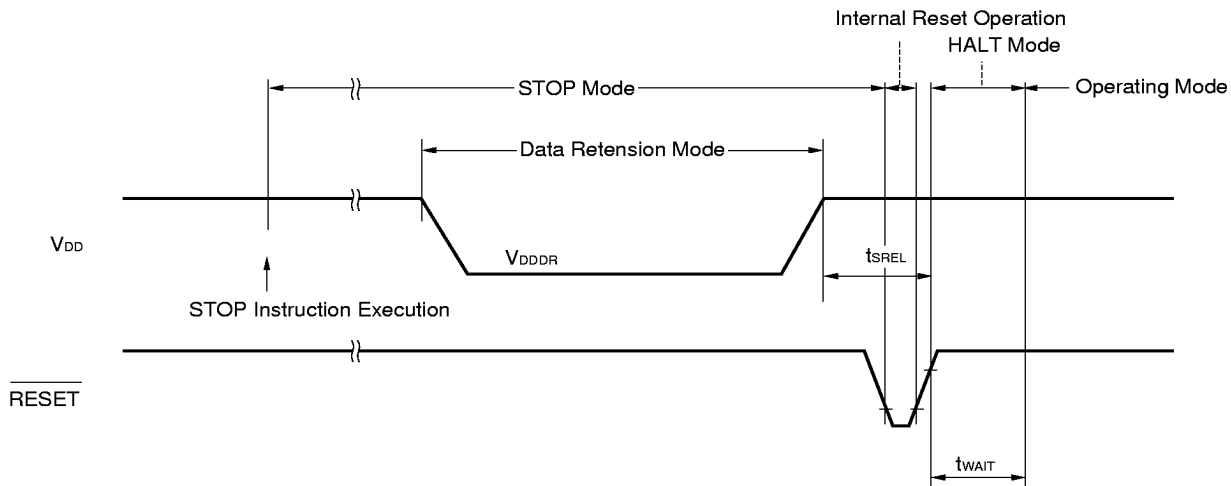 Internal Reset Operation
HALT Mode
STOP Mode
Operating Mode
Data Retension Mode
VDD
VDDDR
tSREL
STOP Instruction Execution
RESET
tWAIT